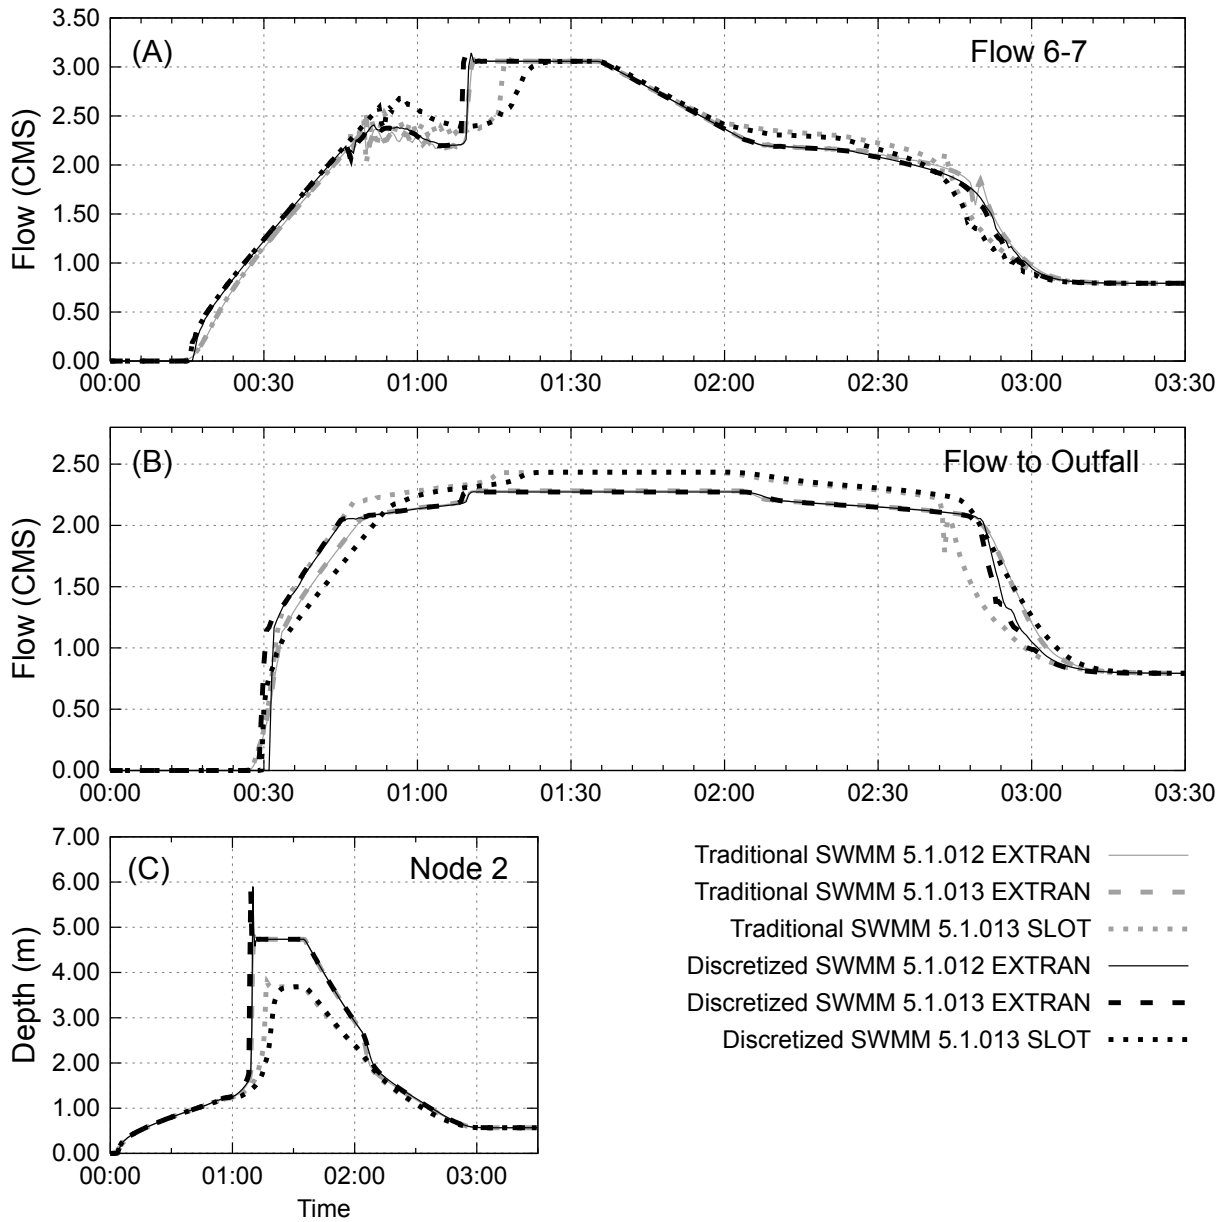 (A)
Flow 6-7
Flow (CMS)
3.50
3.00
2.50
2.00
1.50
1.00
0.50
0.00
00:00 00:30 01:00 01:30 02:00 02:30 03:00 03:30
(B)
Flow to Outfall
Flow (CMS)
2.50
2.00
1.50
1.00
0.50
0.00
00:00 00:30 01:00 01:30 02:00 02:30 03:00 03:30
(C)
Node 2
Depth (m)
7.00
6.00
5.00
4.00
3.00
2.00
1.00
0.00
00:00 01:00 02:00 03:00
Time
Traditional SWMM 5.1.012 EXTRAN
Traditional SWMM 5.1.013 EXTRAN
Traditional SWMM 5.1.013 SLOT
Discretized SWMM 5.1.012 EXTRAN
Discretized SWMM 5.1.013 EXTRAN
Discretized SWMM 5.1.013 SLOT